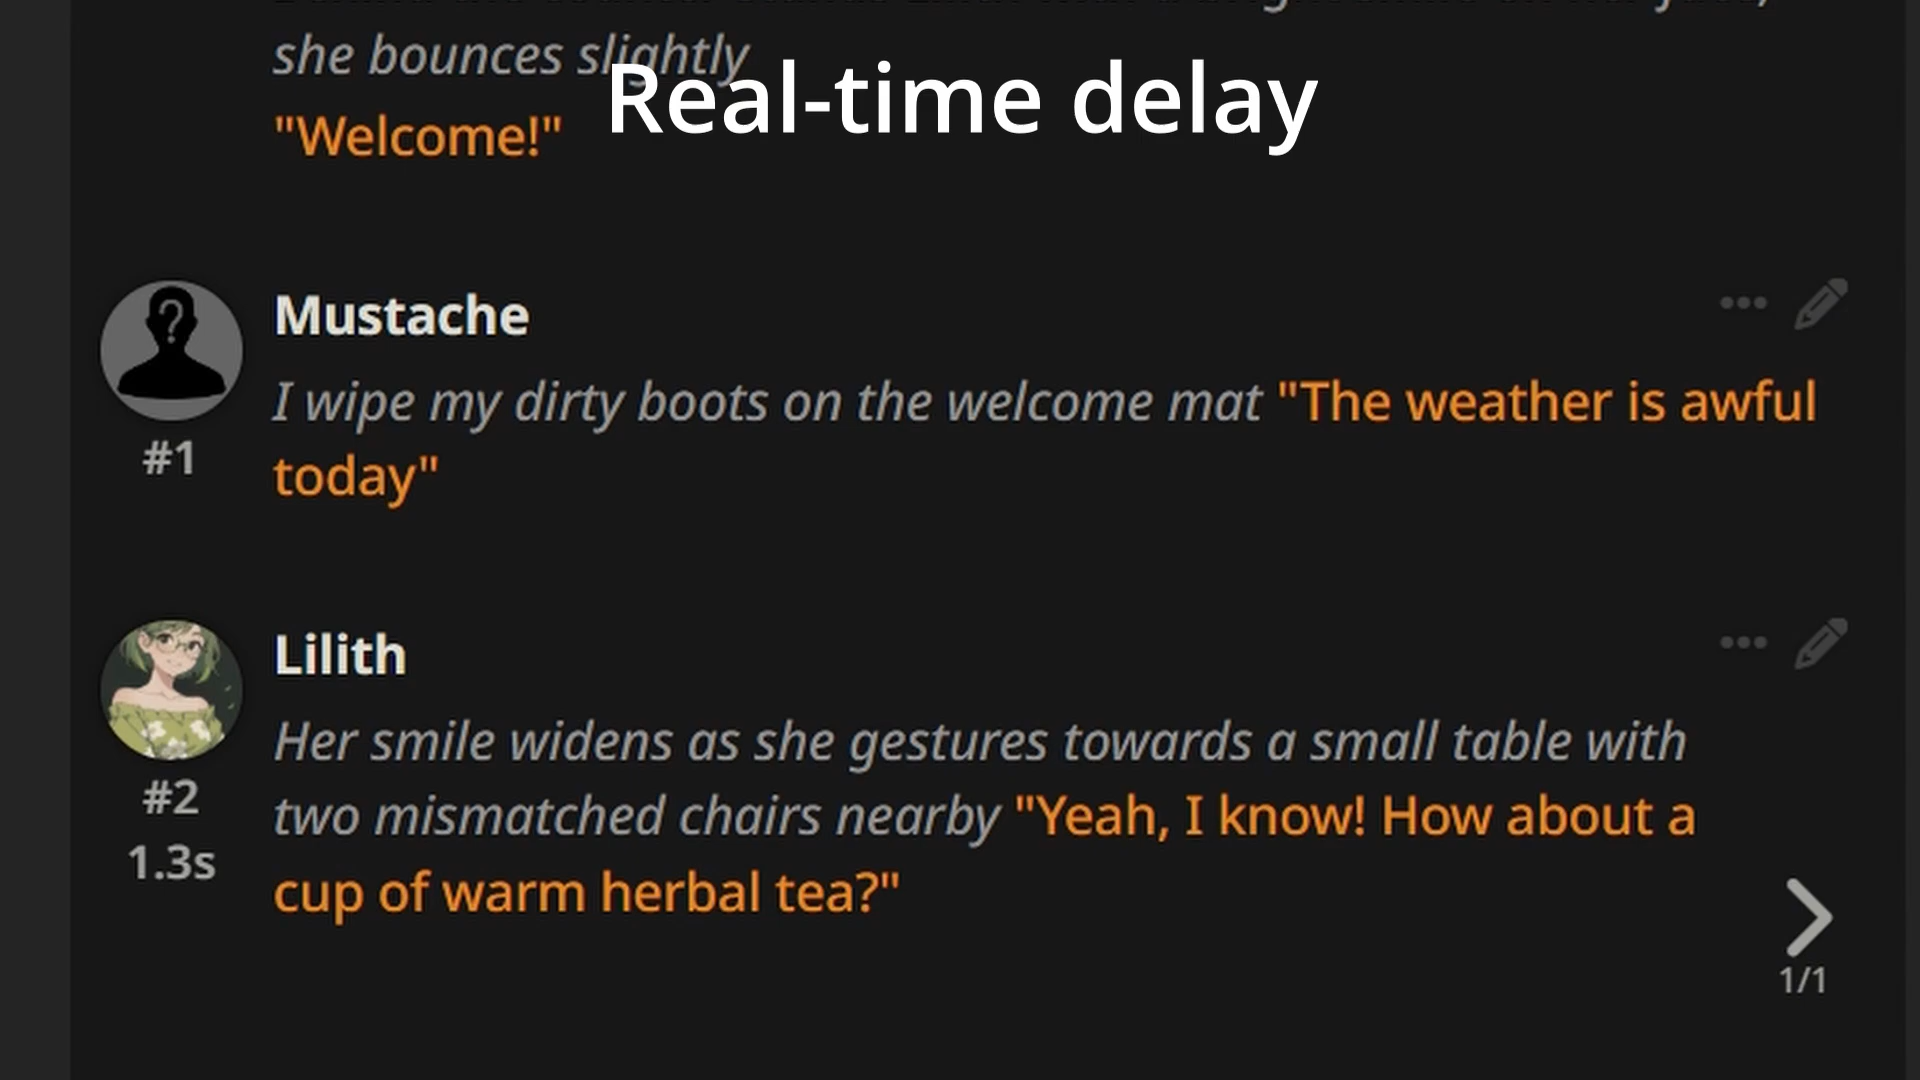 she bounces slightly
Real-time delay
"Welcome!"
Mustache
I wipe my dirty boots on the welcome mat "The weather is awful
today"
#1
Lilith
Her smile widens as she gestures towards a small table with
two mismatched chairs nearby "Yeah, I know! How about a
cup of warm herbal tea?"
#2
1.3s
1/1